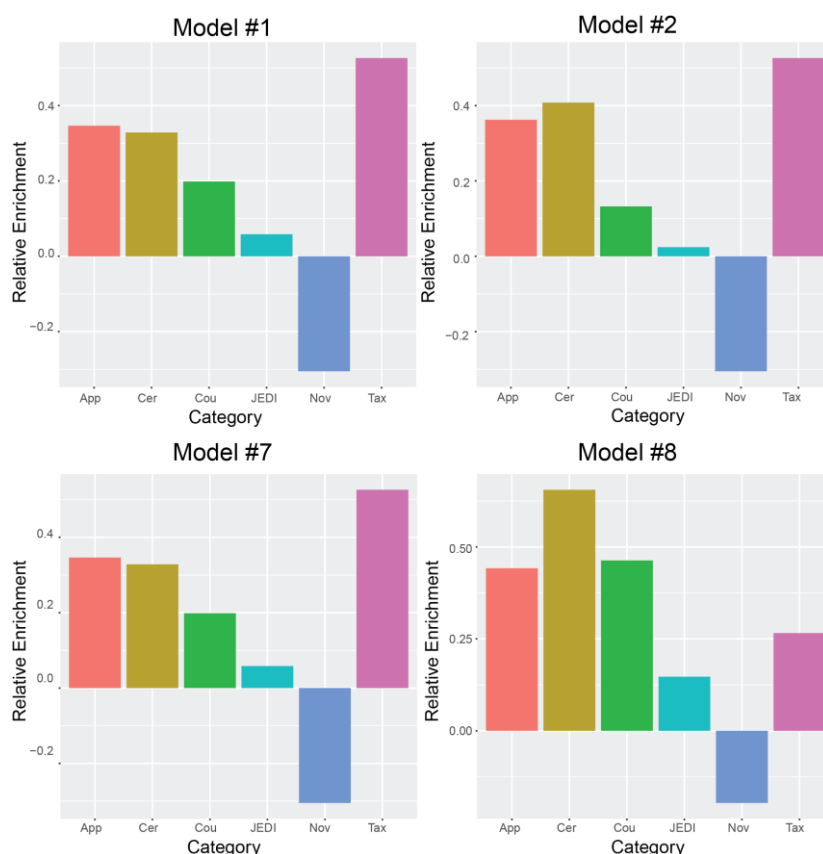 Model #1
Relative Enrichment
0.4
0.2
0.0
−0.2
App Cer Cou JEDI Nov Tax
Category
Model #2
Relative Enrichment
0.4
0.2
0.0
−0.2
App Cer Cou JEDI Nov Tax
Category
Model #7
Relative Enrichment
0.4
0.2
0.0
−0.2
App Cer Cou JEDI Nov Tax
Category
Model #8
Relative Enrichment
0.50
0.25
0.00
App Cer Cou JEDI Nov Tax
Category